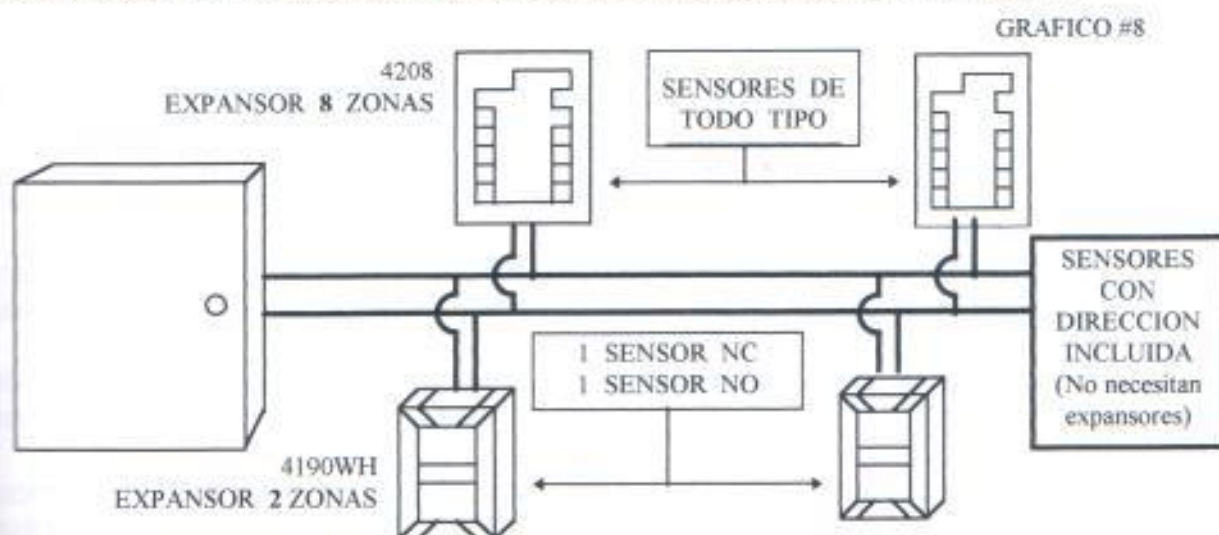 GRAFICO #8
4208
EXPANSOR 8 ZONAS
SENSORES DE
TODO TIPO
SENSORES
CON
DIRECCION
INCLUIDA
(No necesitan
expansores)
1 SENSOR NC
1 SENSOR NO
4190WH
EXPANSOR 2 ZONAS